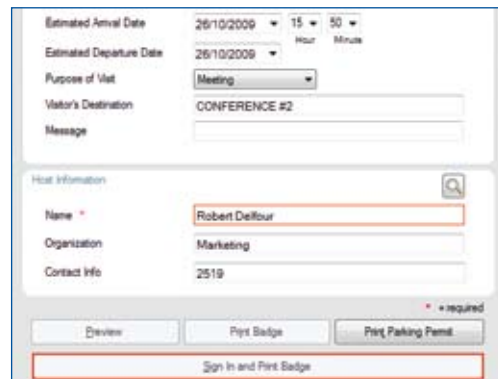 Estimated Arrival Date 26/10/2009 15 50
Hour Minute
Estimated Departure Date 26/10/2009
Purpose of Visit Meeting
Visitor's Destination CONFERENCE #2
Message
Host Information
Name * Robert Delfour
Organization Marketing
Contact Info 2519
* = required
Preview Print Badge Print Parking Permit
Sign In and Print Badge